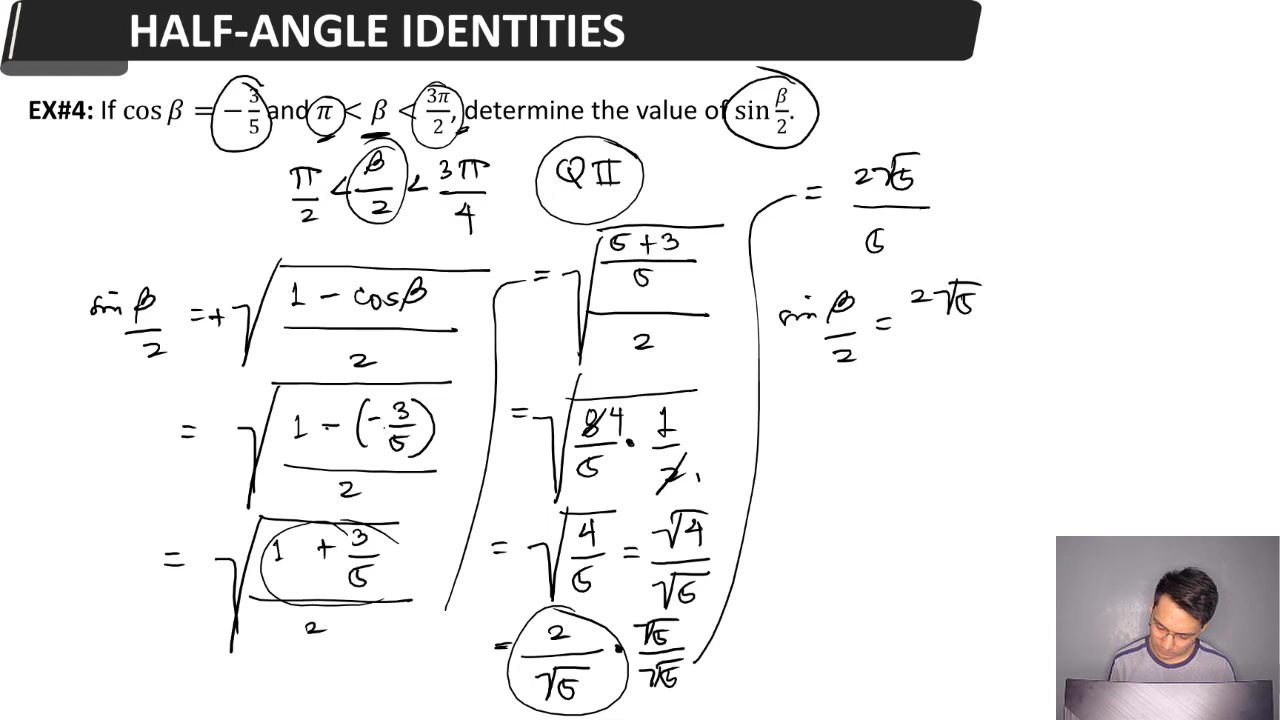 HALF-ANGLE IDENTITIES
EX#4: If cos β = −3/5 and π < β < 3π/2, determine the value of sin β/2.
π/2 < β/2 < 3π/4
QII
sin β/2 = +√((1 - cosβ)/2)
= √((1 - (-3/5))/2)
= √((1 + 3/5)/2)
= √(((5+3)/5)/2)
= √(8/5 · 1/2) 4 1
= √(4/5) = √4/√5
= 2/√5 · √5/√5
= 2√5/5
sin β/2 = 2√5